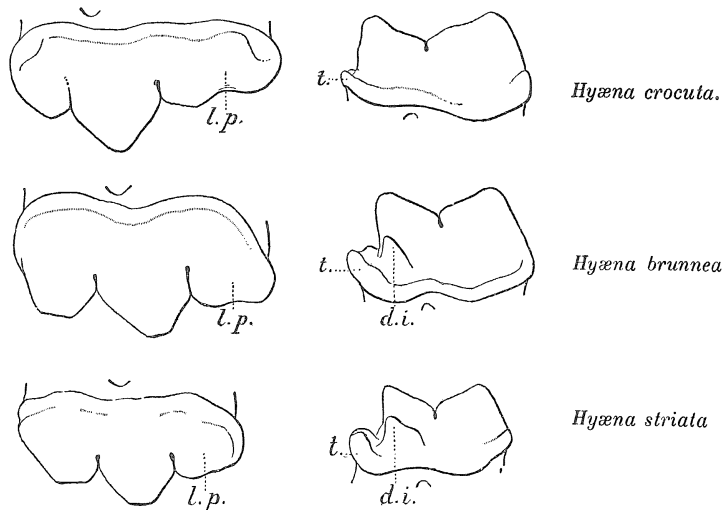 t.
Hyæna crocuta.
l.p.
t.
Hyæna brunnea
l.p.
d.i.
Hyæna striata
t.
l.p.
d.i.